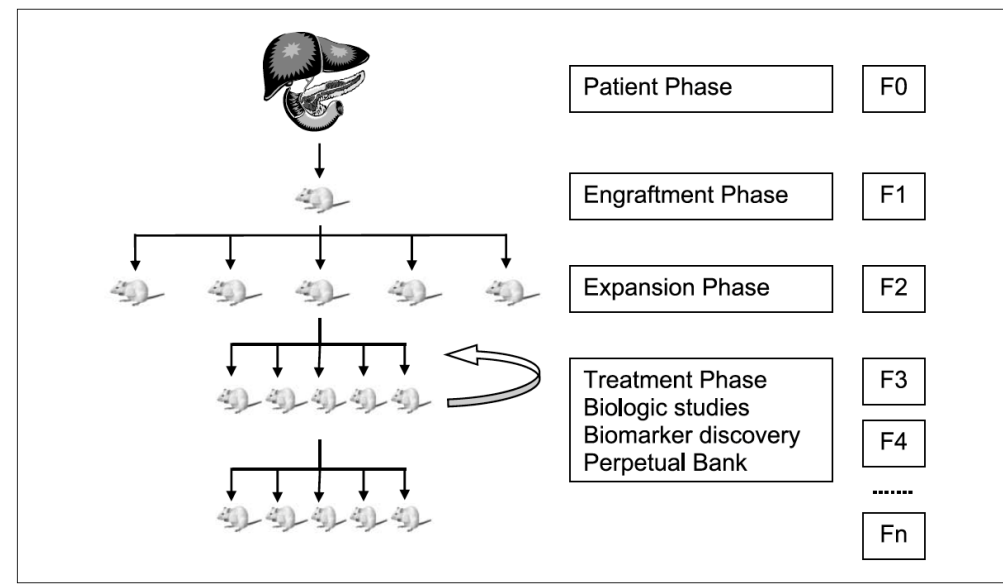 Patient Phase
F0
Engraftment Phase
F1
Expansion Phase
F2
Treatment Phase
Biologic studies
Biomarker discovery
Perpetual Bank
F3
F4
.......
Fn